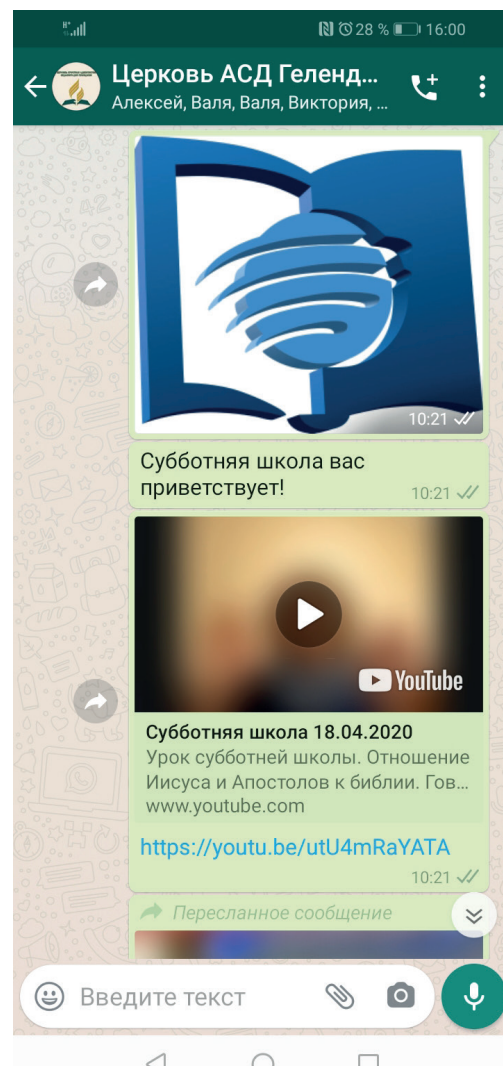 28 % 16:00
Церковь АСД Геленд...
Алексей, Валя, Валя, Виктория, ...
10:21
Субботняя школа вас
приветствует!
10:21
YouTube
Субботняя школа 18.04.2020
Урок субботней школы. Отношение
Иисуса и Апостолов к библии. Гов...
www.youtube.com
https://youtu.be/utU4mRaYATA
10:21
Пересланное сообщение
Введите текст